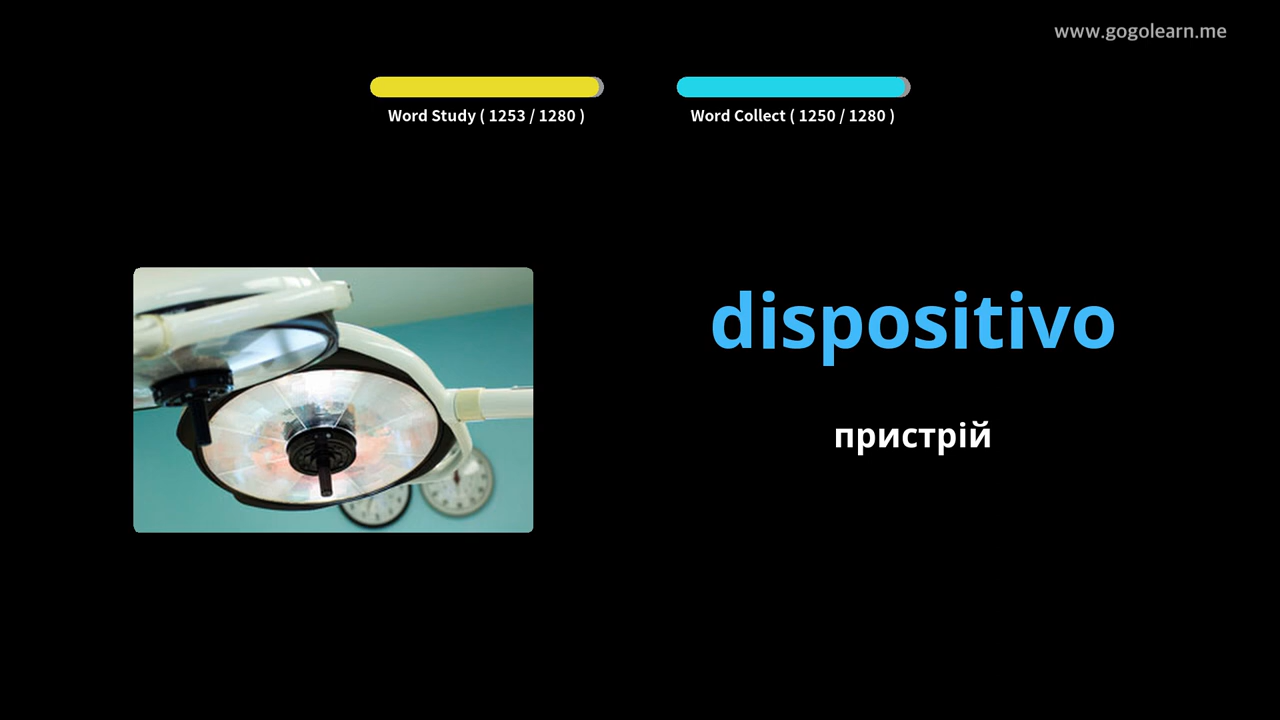 www.gogolearn.me
Word Study ( 1253 / 1280 )
Word Collect ( 1250 / 1280 )
dispositivo
пристрій